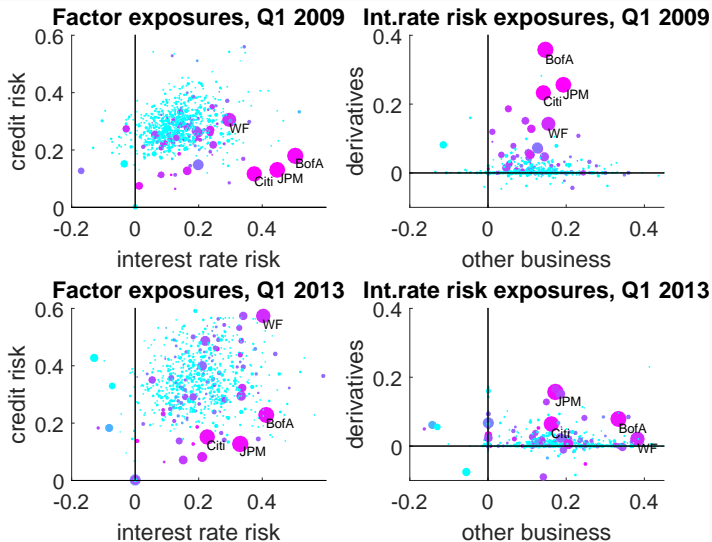 Factor exposures, Q1 2009
0.6
0.4
0.2
0
credit risk
WF
BofA
Citi
JPM
-0.2
0
0.2
0.4
interest rate risk
Int.rate risk exposures, Q1 2009
0.4
0.2
0
derivatives
BofA
JPM
Citi
WF
-0.2
0
0.2
0.4
other business
Factor exposures, Q1 2013
0.6
0.4
0.2
0
credit risk
WF
BofA
Citi
JPM
-0.2
0
0.2
0.4
interest rate risk
Int.rate risk exposures, Q1 2013
0.4
0.2
0
derivatives
JPM
Citi
BofA
WF
-0.2
0
0.2
0.4
other business